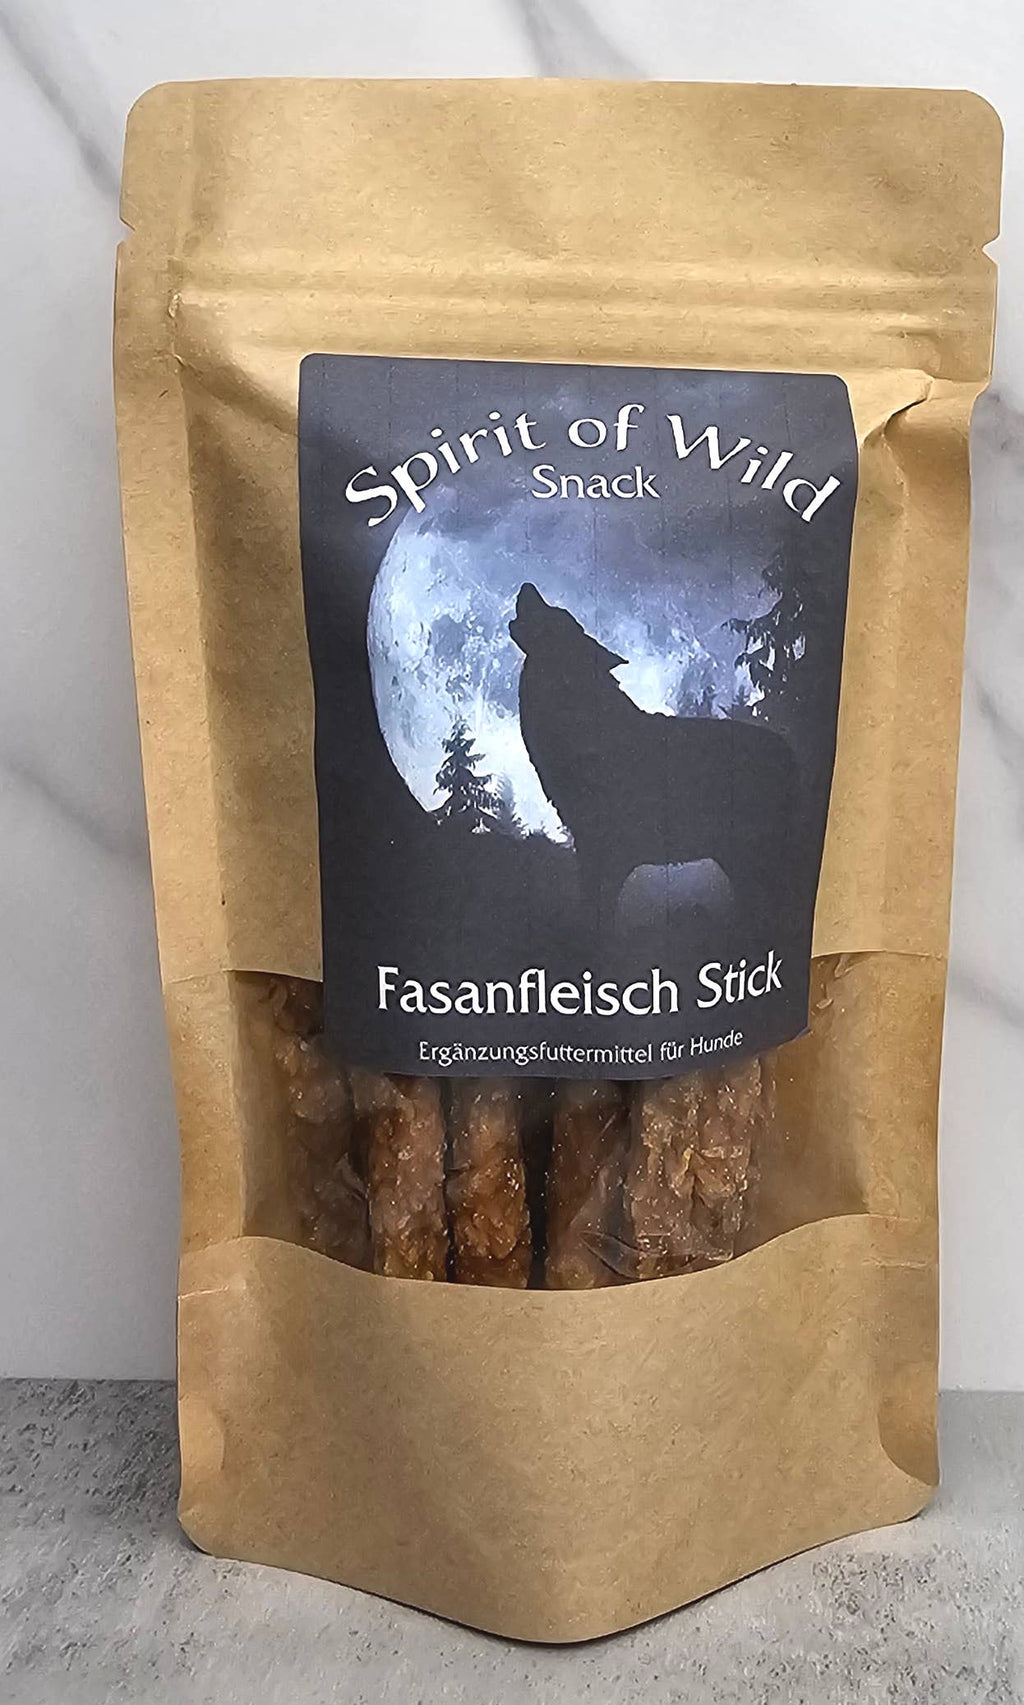 Spirit of Wild
Snack
Fasanfleisch Stick
Ergänzungsfuttermittel für Hunde